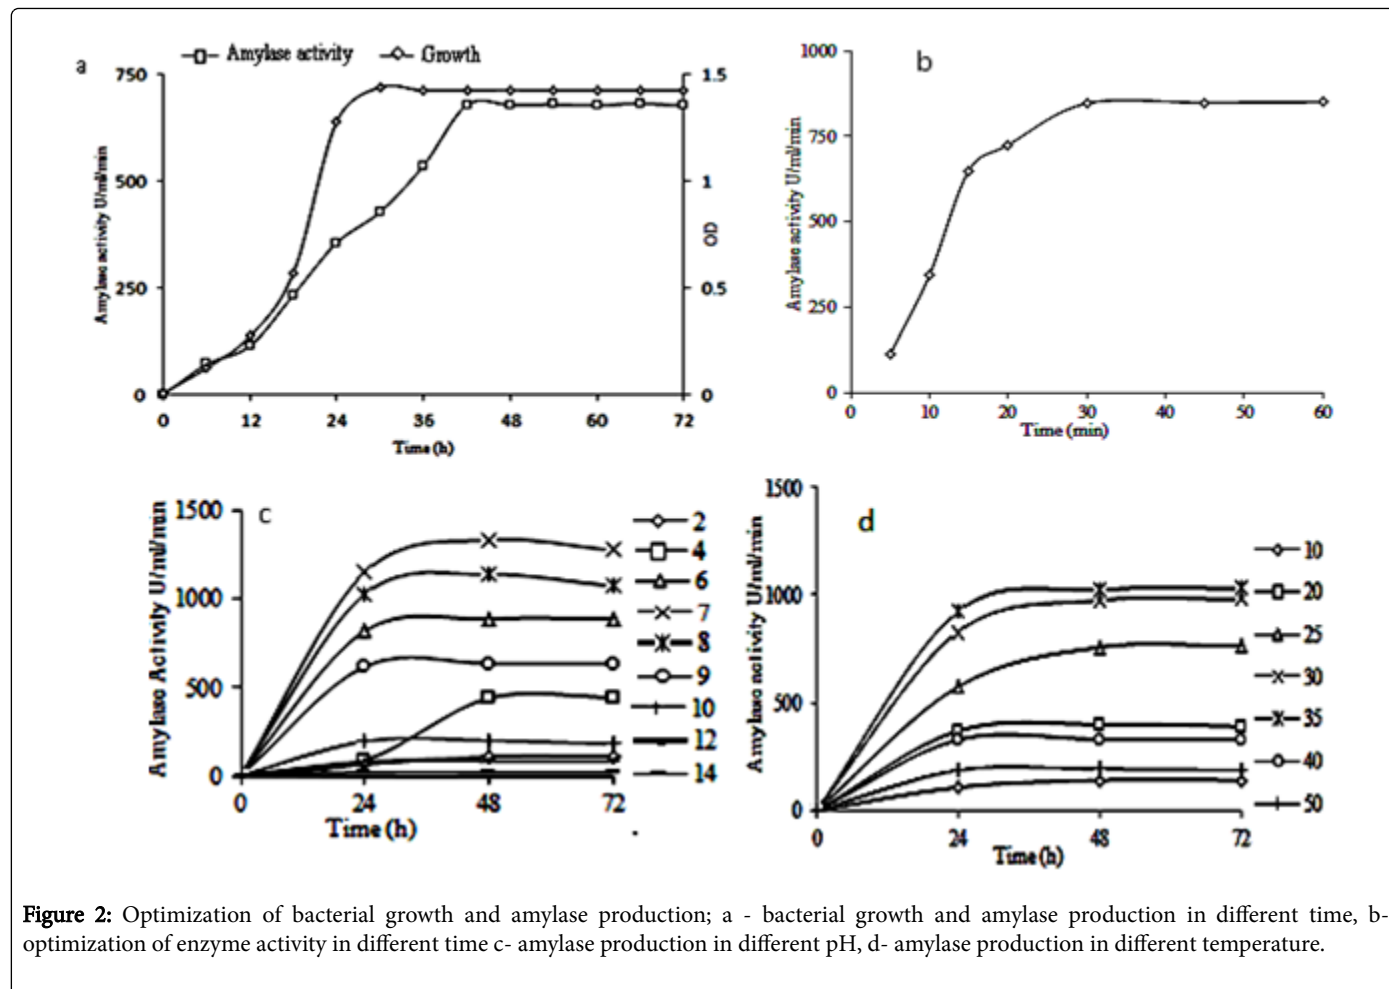 a
Amylase activity
Growth
750
500
250
0
1.5
1
0.5
0
Amylase activity U/ml/min
OD
0 12 24 36 48 60 72
Time (h)
b
1000
750
500
250
0
Amylase activity U/ml/min
0 10 20 30 40 50 60
Time (min)
c
1500
1000
500
0
Amylase Activity U/ml/min
0 24 48 72
Time (h)
2
4
6
7
8
9
10
12
14
d
1500
1000
500
0
Amylase activity U/ml/min
0 24 48 72
Time (h)
10
20
25
30
35
40
50
Figure 2: Optimization of bacterial growth and amylase production; a - bacterial growth and amylase production in different time, b-
optimization of enzyme activity in different time c- amylase production in different pH, d- amylase production in different temperature.